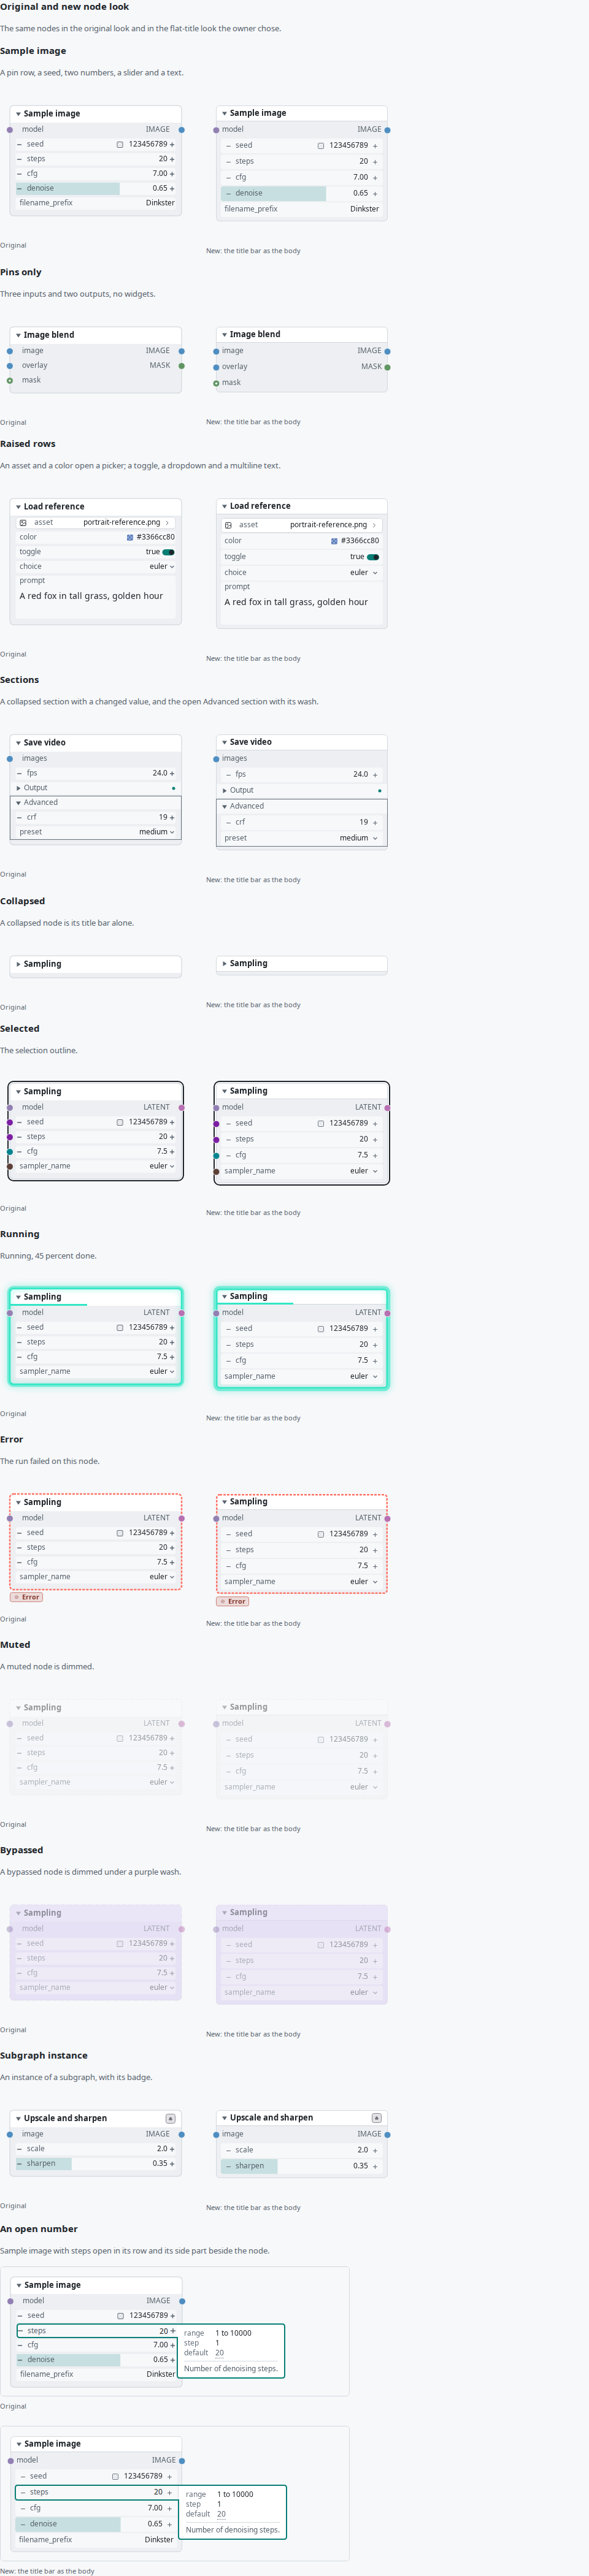 Original and new node look
The same nodes in the original look and in the flat-title look the owner chose.
Sample image
A pin row, a seed, two numbers, a slider and a text.
Sample image
model IMAGE
seed 123456789
steps 20
cfg 7.00
denoise 0.65
filename_prefix Dinkster
Original
Sample image
model IMAGE
seed 123456789
steps 20
cfg 7.00
denoise 0.65
filename_prefix Dinkster
New: the title bar as the body
Pins only
Three inputs and two outputs, no widgets.
Image blend
image IMAGE
overlay MASK
mask
Original
Image blend
image IMAGE
overlay MASK
mask
New: the title bar as the body
Raised rows
An asset and a color open a picker; a toggle, a dropdown and a multiline text.
Load reference
asset portrait-reference.png
color #3366cc80
toggle true
choice euler
prompt
A red fox in tall grass, golden hour
Original
Load reference
asset portrait-reference.png
color #3366cc80
toggle true
choice euler
prompt
A red fox in tall grass, golden hour
New: the title bar as the body
Sections
A collapsed section with a changed value, and the open Advanced section with its wash.
Save video
images
fps 24.0
Output
Advanced
crf 19
preset medium
Original
Save video
images
fps 24.0
Output
Advanced
crf 19
preset medium
New: the title bar as the body
Collapsed
A collapsed node is its title bar alone.
Sampling
Original
Sampling
New: the title bar as the body
Selected
The selection outline.
Sampling
model LATENT
seed 123456789
steps 20
cfg 7.5
sampler_name euler
Original
Sampling
model LATENT
seed 123456789
steps 20
cfg 7.5
sampler_name euler
New: the title bar as the body
Running
Running, 45 percent done.
Sampling
model LATENT
seed 123456789
steps 20
cfg 7.5
sampler_name euler
Original
Sampling
model LATENT
seed 123456789
steps 20
cfg 7.5
sampler_name euler
New: the title bar as the body
Error
The run failed on this node.
Sampling
model LATENT
seed 123456789
steps 20
cfg 7.5
sampler_name euler
Error
Original
Sampling
model LATENT
seed 123456789
steps 20
cfg 7.5
sampler_name euler
Error
New: the title bar as the body
Muted
A muted node is dimmed.
Sampling
model LATENT
seed 123456789
steps 20
cfg 7.5
sampler_name euler
Original
Sampling
model LATENT
seed 123456789
steps 20
cfg 7.5
sampler_name euler
New: the title bar as the body
Bypassed
A bypassed node is dimmed under a purple wash.
Sampling
model LATENT
seed 123456789
steps 20
cfg 7.5
sampler_name euler
Original
Sampling
model LATENT
seed 123456789
steps 20
cfg 7.5
sampler_name euler
New: the title bar as the body
Subgraph instance
An instance of a subgraph, with its badge.
Upscale and sharpen
image IMAGE
scale 2.0
sharpen 0.35
Original
Upscale and sharpen
image IMAGE
scale 2.0
sharpen 0.35
New: the title bar as the body
An open number
Sample image with steps open in its row and its side part beside the node.
Sample image
model IMAGE
seed 123456789
steps 20
cfg 7.00
denoise 0.65
filename_prefix Dinkster
range 1 to 10000
step 1
default 20
Number of denoising steps.
Original
Sample image
model IMAGE
seed 123456789
steps 20
cfg 7.00
denoise 0.65
filename_prefix Dinkster
range 1 to 10000
step 1
default 20
Number of denoising steps.
New: the title bar as the body